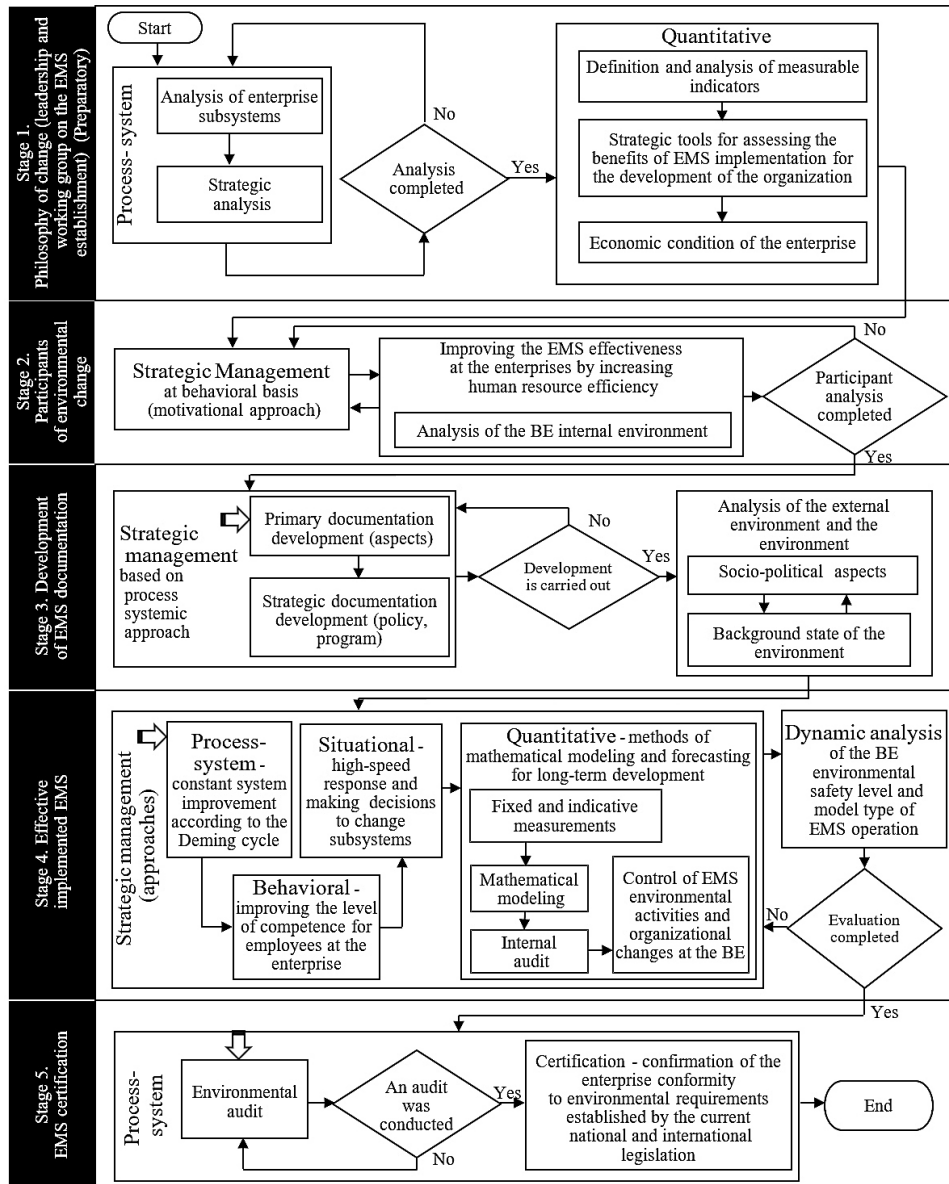 Stage 1.
Philosophy of change (leadership and
working group on the EMS
establishment) (Preparatory)
Start
Process- system
Analysis of enterprise
subsystems
Strategic
analysis
No
Analysis
completed
Yes
Quantitative
Definition and analysis of measurable
indicators
Strategic tools for assessing the
benefits of EMS implementation for
the development of the organization
Economic condition of the enterprise
Stage 2.
Participants
of environmental
change
Strategic Management
at behavioral basis
(motivational approach)
Improving the EMS effectiveness
at the enterprises by increasing
human resource efficiency
Analysis of the BE internal environment
No
Participant
analysis
completed
Yes
Stage 3. Development
of EMS documentation
Strategic
management
based on
process
systemic
approach
Primary documentation
development (aspects)
Strategic documentation
development (policy,
program)
No
Development
is carried out
Yes
Analysis of the external
environment and the
environment
Socio-political aspects
Background state of the
environment
Stage 4. Effective
implemented EMS
Strategic management
(approaches)
Process-
system -
constant system
improvement
according to the
Deming cycle
Behavioral -
improving the level
of competence for
employees at the
enterprise
Situational -
high-speed
response and
making decisions
to change
subsystems
Quantitative - methods of
mathematical modeling and forecasting
for long-term development
Fixed and indicative
measurements
Mathematical
modeling
Internal
audit
Control of EMS
environmental
activities and
organizational
changes at the BE
Dynamic analysis
of the BE
environmental
safety level and
model type of
EMS operation
No
Evaluation
completed
Yes
Stage 5.
EMS certification
Process-
system
Environmental
audit
An audit
was
conducted
Yes
No
Certification - confirmation of the
enterprise conformity
to environmental requirements
established by the current
national and international
legislation
End